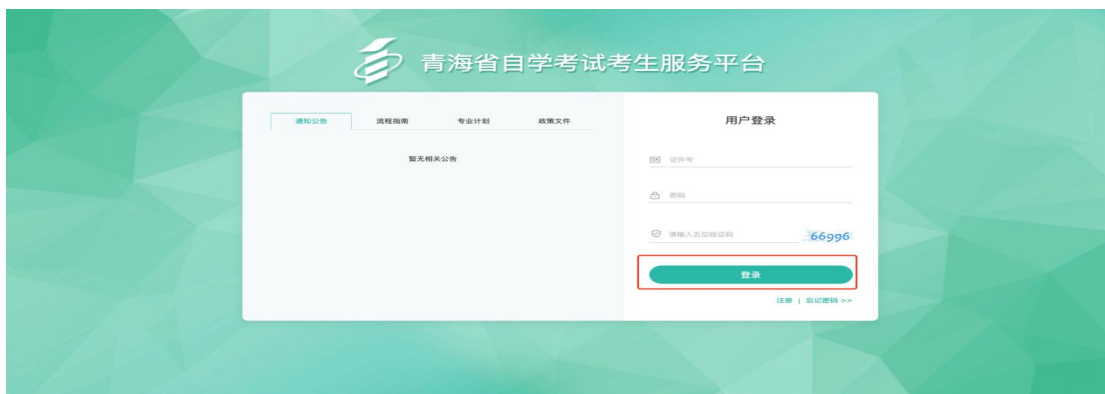 青海省自学考试考生服务平台
通知公告 流程指南 专业计划 政策文件
暂无相关公告
用户登录
证件号
密码
请输入五位验证码 66996
登录
注册 | 忘记密码 >>